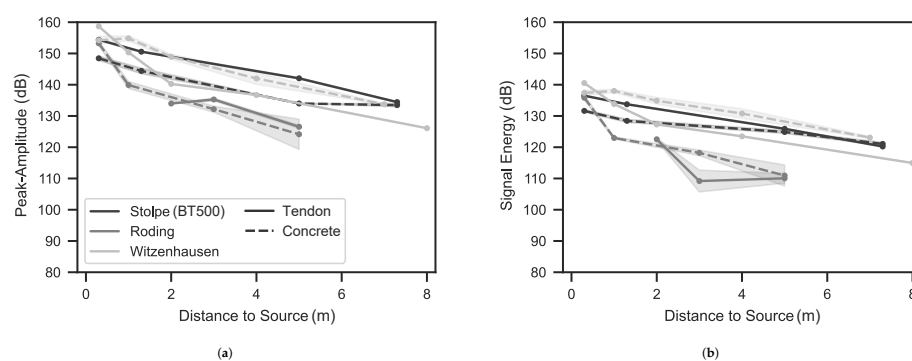 160
150
140
130
120
110
100
90
80
Peak-Amplitude (dB)
Stolpe (BT500)
Roding
Witzenhausen
Tendon
Concrete
0 2 4 6 8
Distance to Source (m)
(a)
160
150
140
130
120
110
100
90
80
Signal Energy (dB)
0 2 4 6 8
Distance to Source (m)
(b)